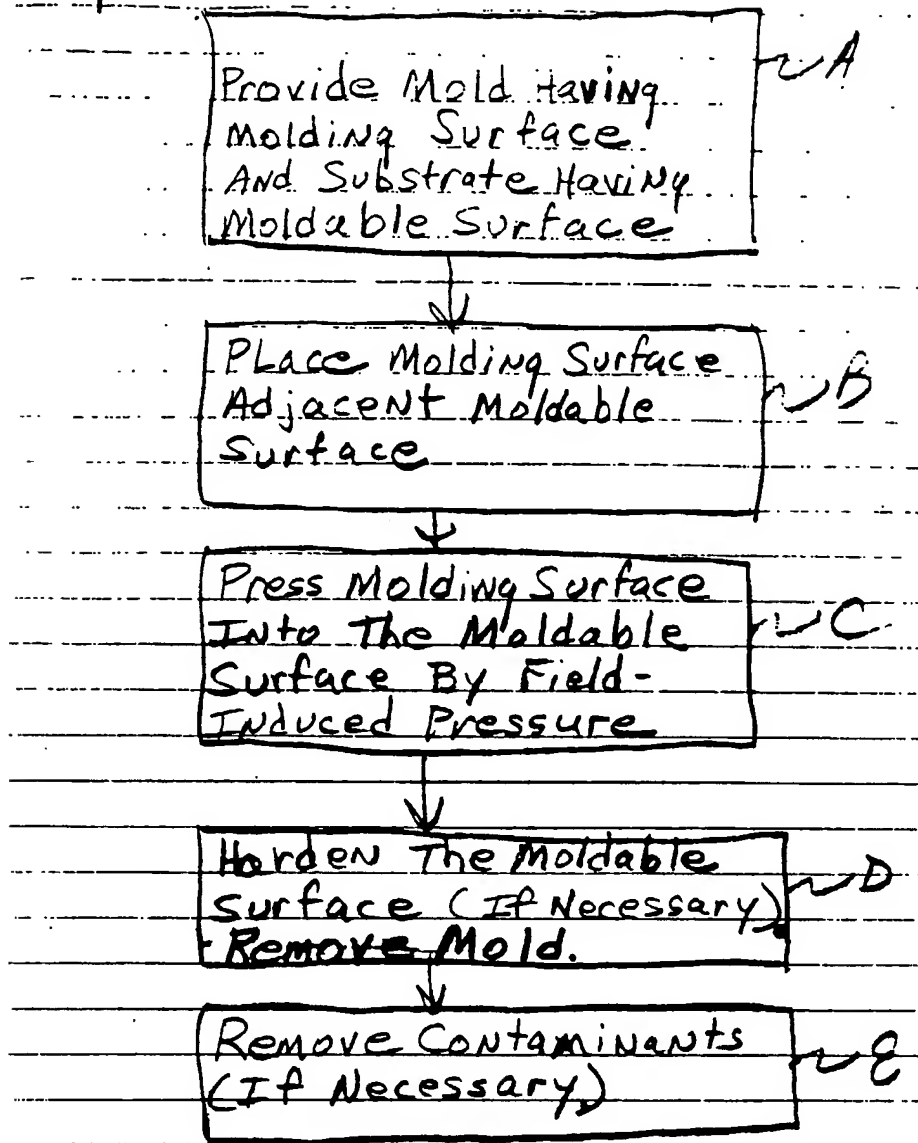 Provide Mold Having
Molding Surface
And Substrate Having
Moldable Surface
A
Place Molding Surface
Adjacent Moldable
Surface
B
Press Molding Surface
Into The Moldable
Surface By Field-
Induced Pressure
C
Harden The Moldable
Surface (If Necessary).
Remove Mold.
D
Remove Contaminants
(If Necessary)
E